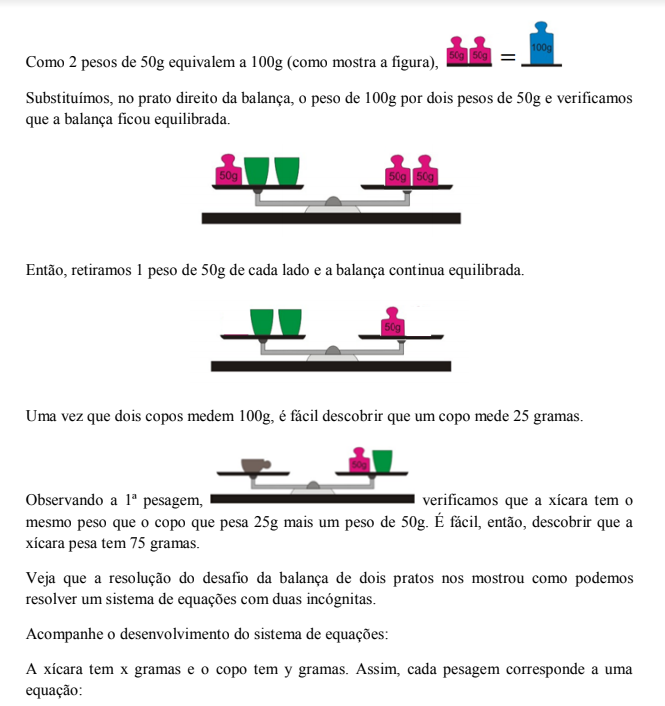 Como 2 pesos de 50g equivalem a 100g (como mostra a figura), 50g 50g = 100g
Substituímos, no prato direito da balança, o peso de 100g por dois pesos de 50g e verificamos
que a balança ficou equilibrada.
50g 50g 50g
Então, retiramos 1 peso de 50g de cada lado e a balança continua equilibrada.
50g
Uma vez que dois copos medem 100g, é fácil descobrir que um copo mede 25 gramas.
50g
Observando a 1ª pesagem, verificamos que a xícara tem o
mesmo peso que o copo que pesa 25g mais um peso de 50g. É fácil, então, descobrir que a
xícara pesa tem 75 gramas.
Veja que a resolução do desafio da balança de dois pratos nos mostrou como podemos
resolver um sistema de equações com duas incógnitas.
Acompanhe o desenvolvimento do sistema de equações:
A xícara tem x gramas e o copo tem y gramas. Assim, cada pesagem corresponde a uma
equação: